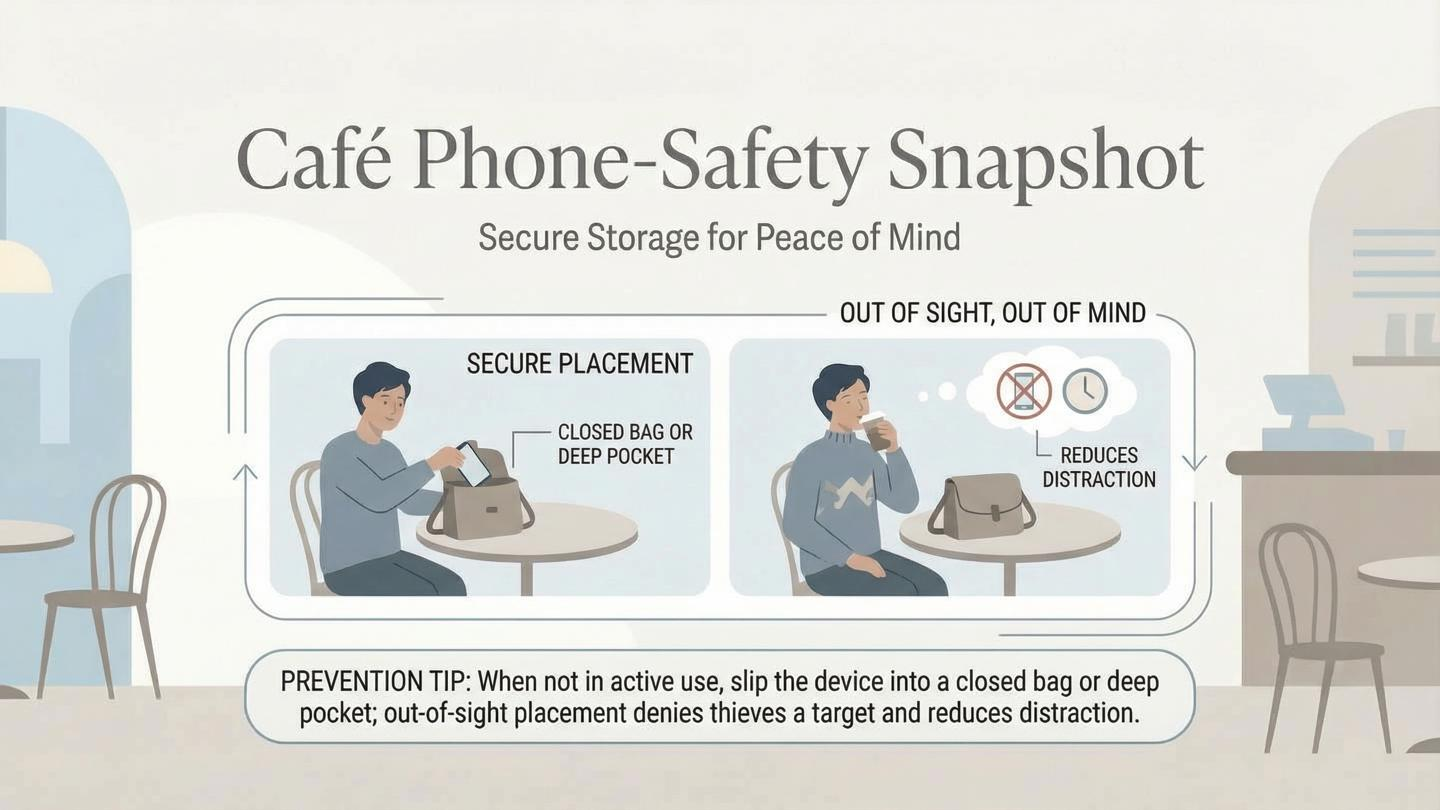 Café Phone-Safety Snapshot
Secure Storage for Peace of Mind
OUT OF SIGHT, OUT OF MIND
SECURE PLACEMENT
CLOSED BAG OR
DEEP POCKET
REDUCES
DISTRACTION
PREVENTION TIP: When not in active use, slip the device into a closed bag or deep
pocket; out-of-sight placement denies thieves a target and reduces distraction.